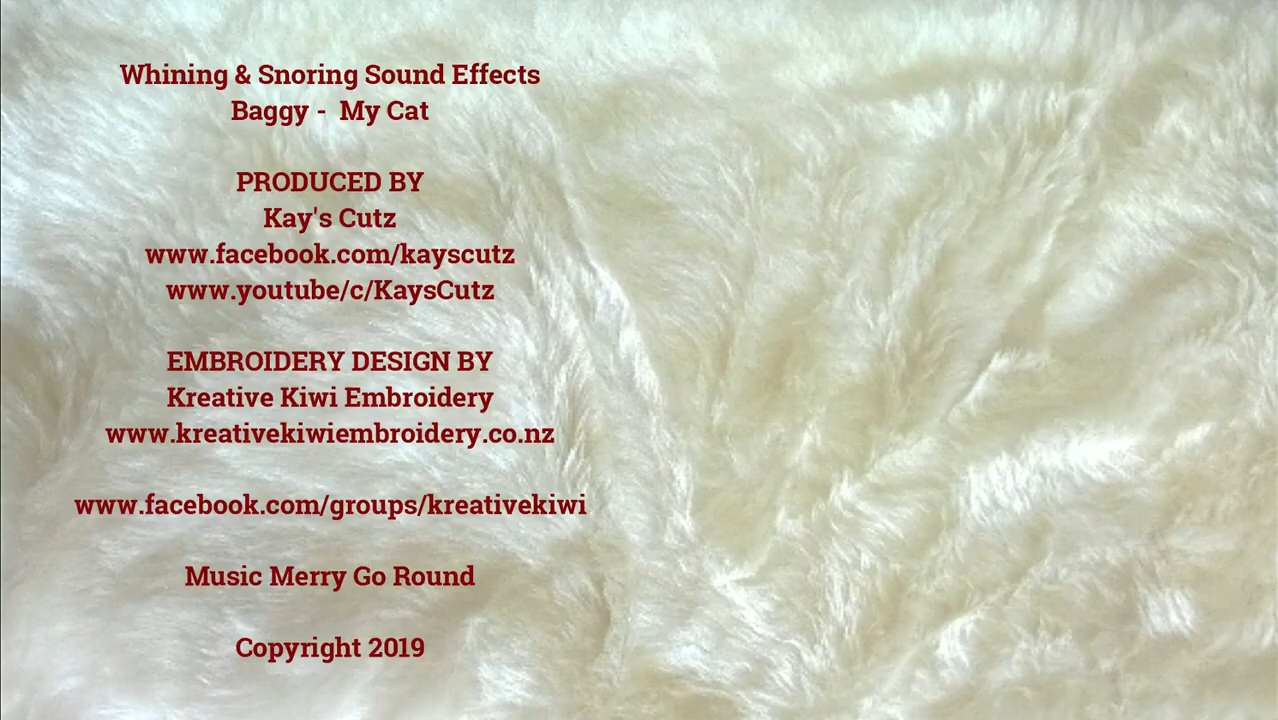 Whining & Snoring Sound Effects
Baggy -  My Cat
PRODUCED BY
Kay's Cutz
www.facebook.com/kayscutz
www.youtube/c/KaysCutz
EMBROIDERY DESIGN BY
Kreative Kiwi Embroidery
www.kreativekiwiembroidery.co.nz
www.facebook.com/groups/kreativekiwi
Music Merry Go Round
Copyright 2019